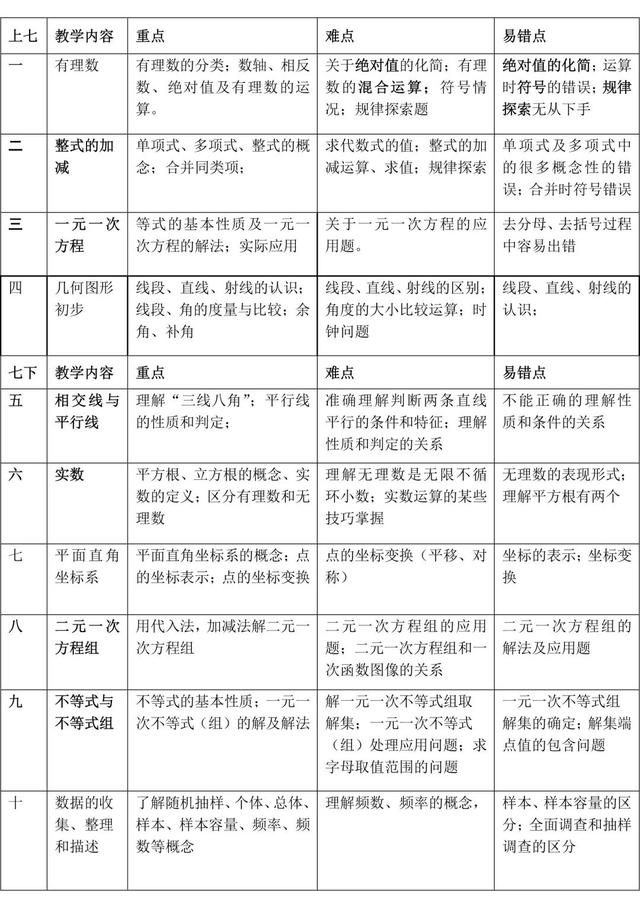 上七 教学内容 重点 难点 易错点
一 有理数 有理数的分类；数轴、相反 关于绝对值的化简；有理 绝对值的化简；运算
数、绝对值及有理数的运 数的混合运算；符号情 时符号的错误；规律
算。 况；规律探索题 探索无从下手
二 整式的加 单项式、多项式、整式的概 求代数式的值；整式的加 单项式及多项式中
减 念；合并同类项； 减运算、求值；规律探索 的很多概念性的错
误；合并时符号错误
三 一元一次 等式的基本性质及一元一 关于一元一次方程的应 去分母、去括号过程
方程 次方程的解法；实际应用 用题。 中容易出错
四 几何图形 线段、直线、射线的认识； 线段、直线、射线的区别； 线段、直线、射线的
初步 线段、角的度量与比较；余 角度的大小比较运算；时 认识；
角、补角 钟问题
七下 教学内容 重点 难点 易错点
五 相交线与 理解“三线八角”；平行线 准确理解判断两条直线 不能正确的理解性
平行线 的性质和判定； 平行的条件和特征；理解 质和条件的关系
性质和判定的关系
六 实数 平方根、立方根的概念、实 理解无理数是无限不循 无理数的表现形式；
数的定义；区分有理数和无 环小数；实数运算的某些 理解平方根有两个
理数 技巧掌握
七 平面直角 平面直角坐标系的概念；点 点的坐标变换（平移、对 坐标的表示；坐标变
坐标系 的坐标表示；点的坐标变换 称） 换
八 二元一次 用代入法，加减法解二元一 二元一次方程组的应用 二元一次方程组的
方程组 次方程组 题；二元一次方程组和一 解法及应用题
次函数图像的关系
九 不等式与 不等式的基本性质；一元一 解一元一次不等式组取 一元一次不等式组
不等式组 次不等式（组）的解及解法 解集；一元一次不等式 解集的确定；解集端
（组）处理应用问题；求 点值的包含问题
字母取值范围的问题
十 数据的收 了解随机抽样、个体、总体、 理解频数、频率的概念， 样本、样本容量的区
集、整理 样本、样本容量、频率、频 分；全面调查和抽样
和描述 数等概念 调查的区分